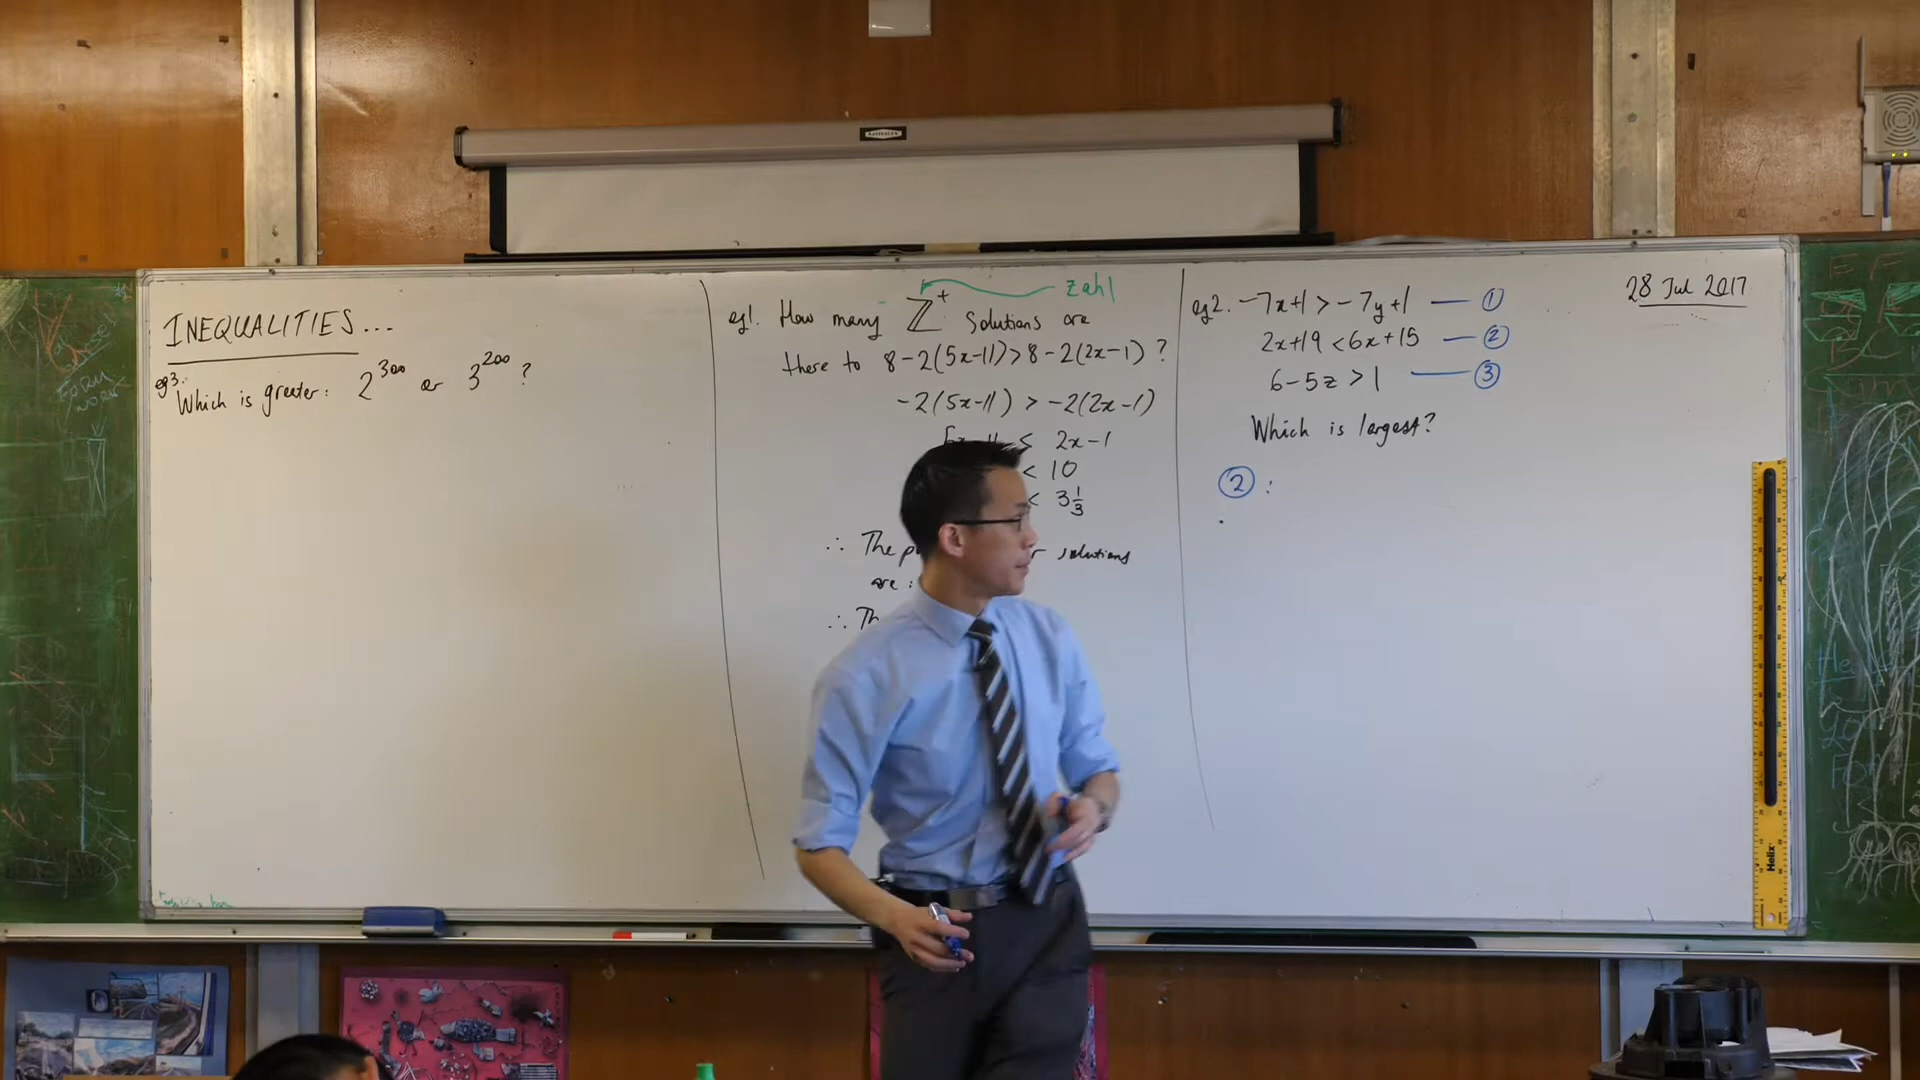 INEQUALITIES...
eg3. Which is greater: 2^300 or 3^200 ?
zahl
eg1. How many ℤ^+ solutions are
there to 8-2(5x-11)>8-2(2x-1) ?
-2(5x-11) > -2(2x-1)
2x-1
< 10
< 3 1/3
∴ The solutions
are :
∴ Th
28 Jul 2017
eg2. -7x+1 > -7y+1 — ①
2x+19 < 6x+15 — ②
6-5z > 1 — ③
Which is largest?
② :
Helix